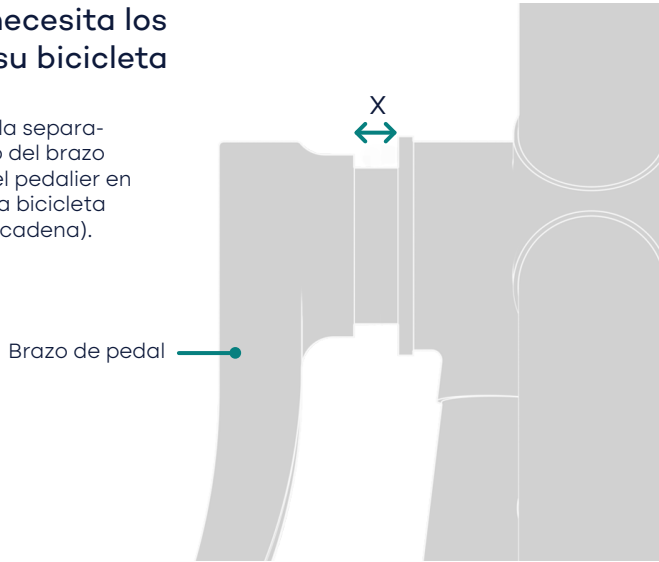 necesita los
su bicicleta
la separa-
o del brazo
el pedalier en
a bicicleta
cadena).
X
Brazo de pedal